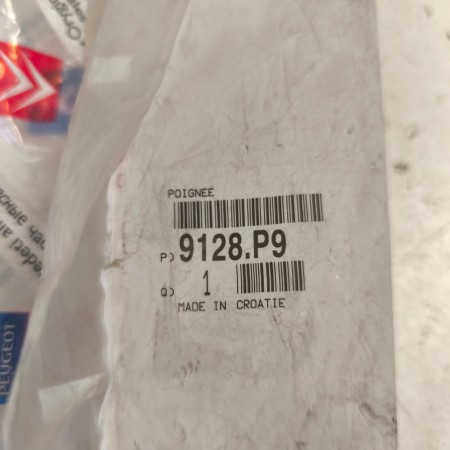 POIGNEE
P) 9128.P9
Q) 1
MADE IN CROATIE
PEUGEOT